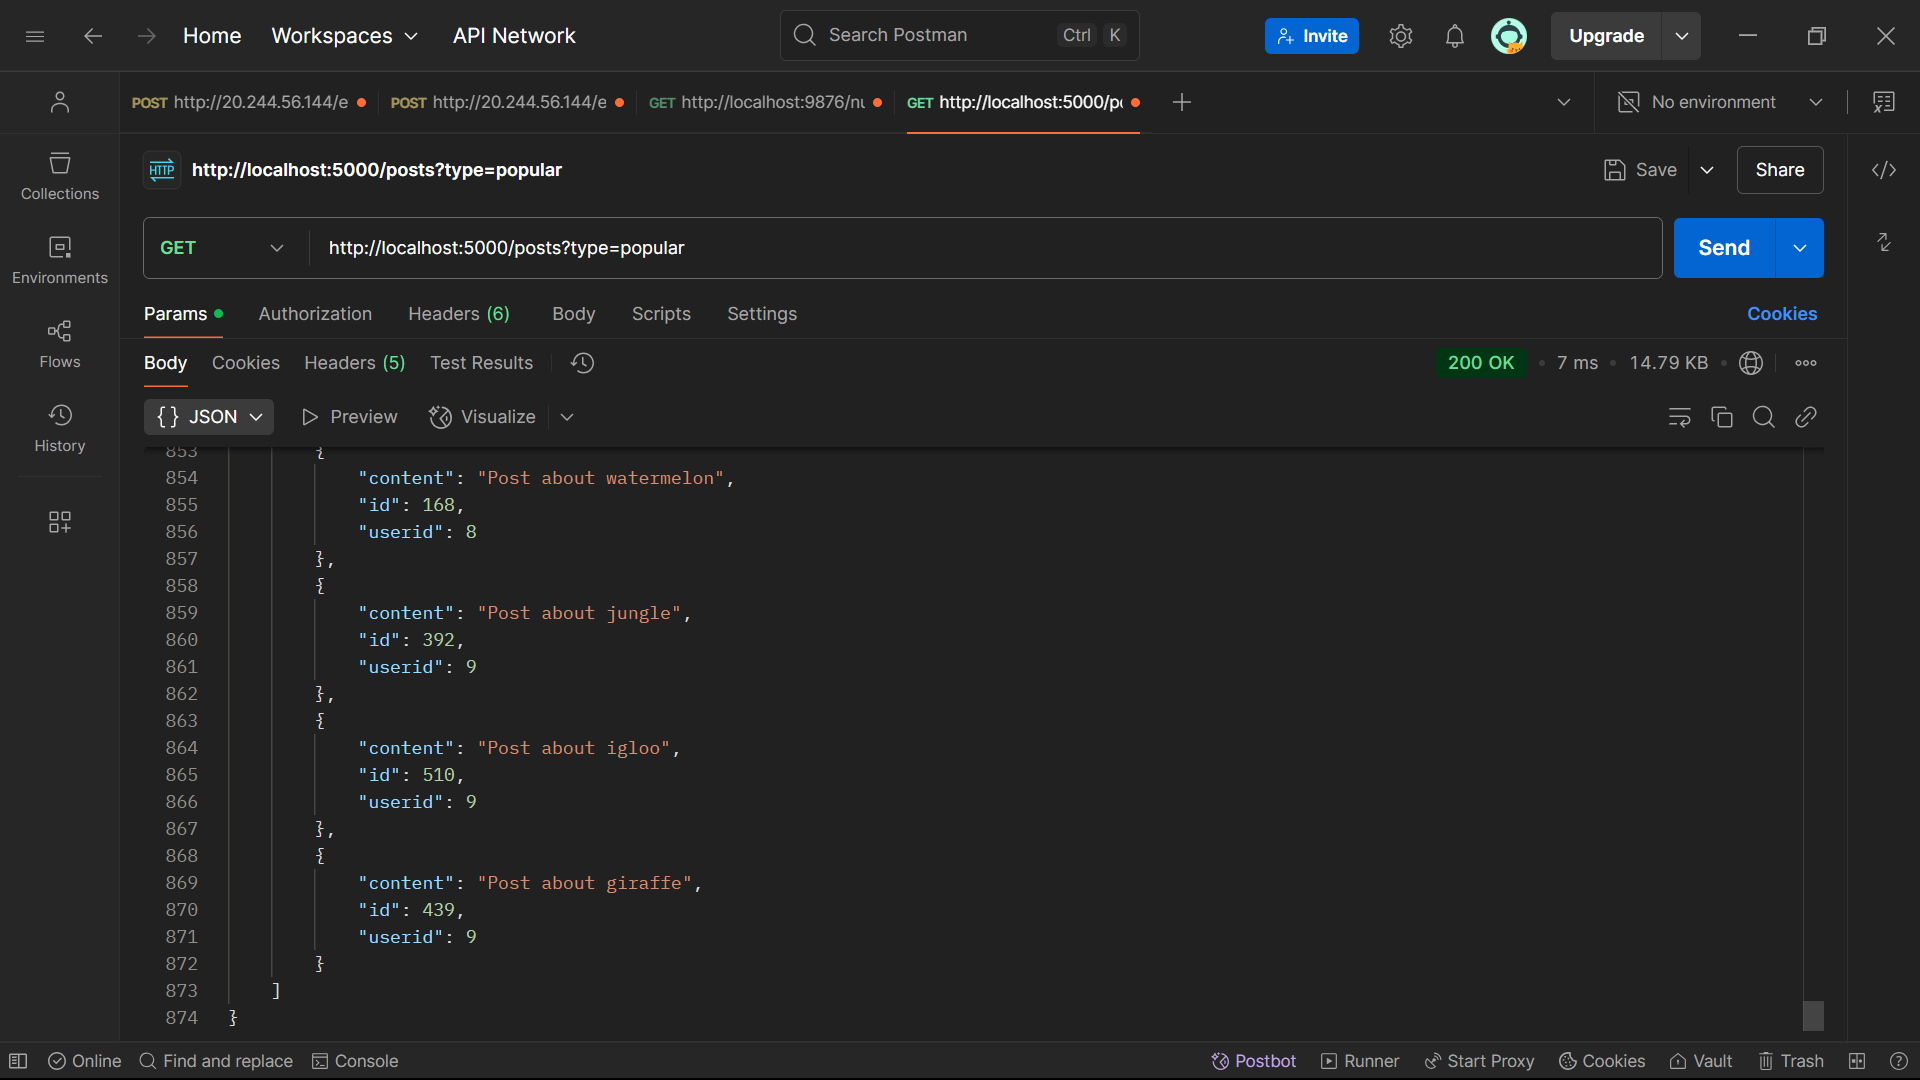 Home Workspaces API Network Search Postman Ctrl K Invite Upgrade
POST http://20.244.56.144/e POST http://20.244.56.144/e GET http://localhost:9876/nu GET http://localhost:5000/po No environment
HTTP http://localhost:5000/posts?type=popular Save Share
Collections
GET http://localhost:5000/posts?type=popular Send
Environments
Params Authorization Headers (6) Body Scripts Settings Cookies
Flows
Body Cookies Headers (5) Test Results 200 OK 7 ms 14.79 KB
{ } JSON Preview Visualize
History
853 {
854 "content": "Post about watermelon",
855 "id": 168,
856 "userid": 8
857 },
858 {
859 "content": "Post about jungle",
860 "id": 392,
861 "userid": 9
862 },
863 {
864 "content": "Post about igloo",
865 "id": 510,
866 "userid": 9
867 },
868 {
869 "content": "Post about giraffe",
870 "id": 439,
871 "userid": 9
872 }
873 ]
874 }
Online Find and replace Console Postbot Runner Start Proxy Cookies Vault Trash